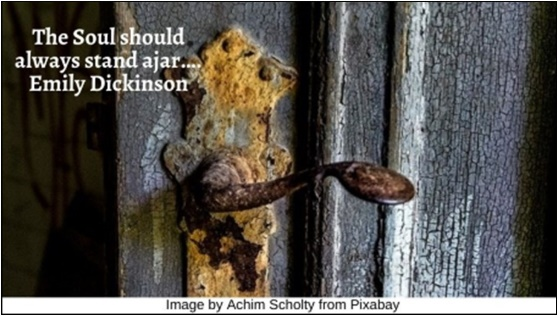 The Soul should
always stand ajar....
Emily Dickinson
Image by Achim Scholty from Pixabay